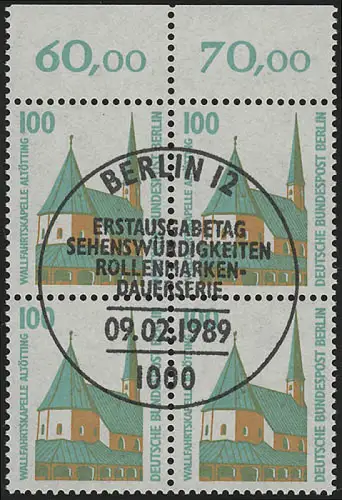 60,00 70,00
100 100
WALLFAHRTSKAPELLE ALTÖTTING
DEUTSCHE BUNDESPOST BERLIN
WALLFAHRTSKAPELLE ALTÖTTING
DEUTSCHE BUNDESPOST BERLIN
BERLIN 12
ERSTAUSGABETAG
SEHENSWÜRDIGKEITEN
ROLLENMARKEN-
DAUERSERIE
09.02.1989
1000
100 100
WALLFAHRTSKAPELLE ALTÖTTING
DEUTSCHE BUNDESPOST BERLIN
WALLFAHRTSKAPELLE ALTÖTTING
DEUTSCHE BUNDESPOST BERLIN